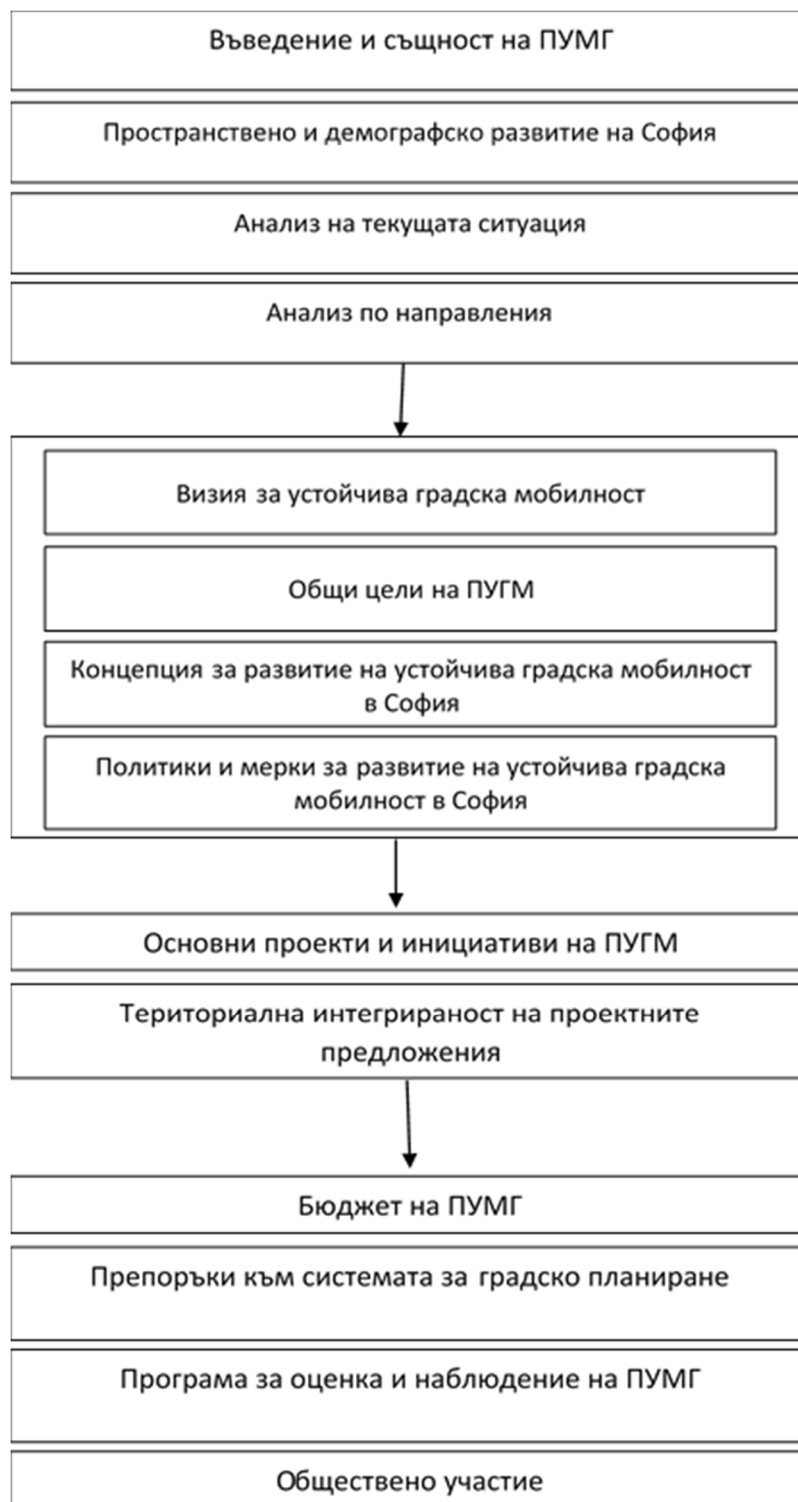 Въведение и същност на ПУМГ
Пространствено и демографско развитие на София
Анализ на текущата ситуация
Анализ по направления
Визия за устойчива градска мобилност
Общи цели на ПУГМ
Концепция за развитие на устойчива градска мобилност
в София
Политики и мерки за развитие на устойчива градска
мобилност в София
Основни проекти и инициативи на ПУГМ
Териториална интегрираност на проектните
предложения
Бюджет на ПУМГ
Препоръки към системата за градско планиране
Програма за оценка и наблюдение на ПУМГ
Обществено участие